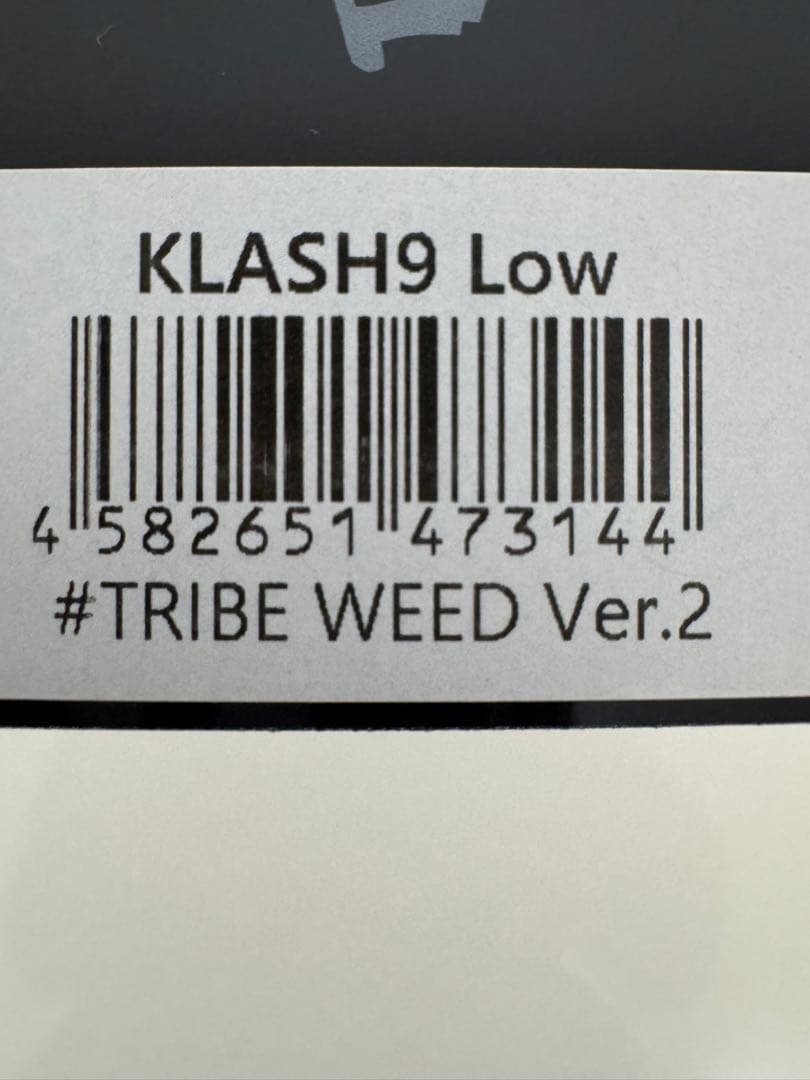 KLASH9 Low
4 582651 473144
#TRIBE WEED Ver.2